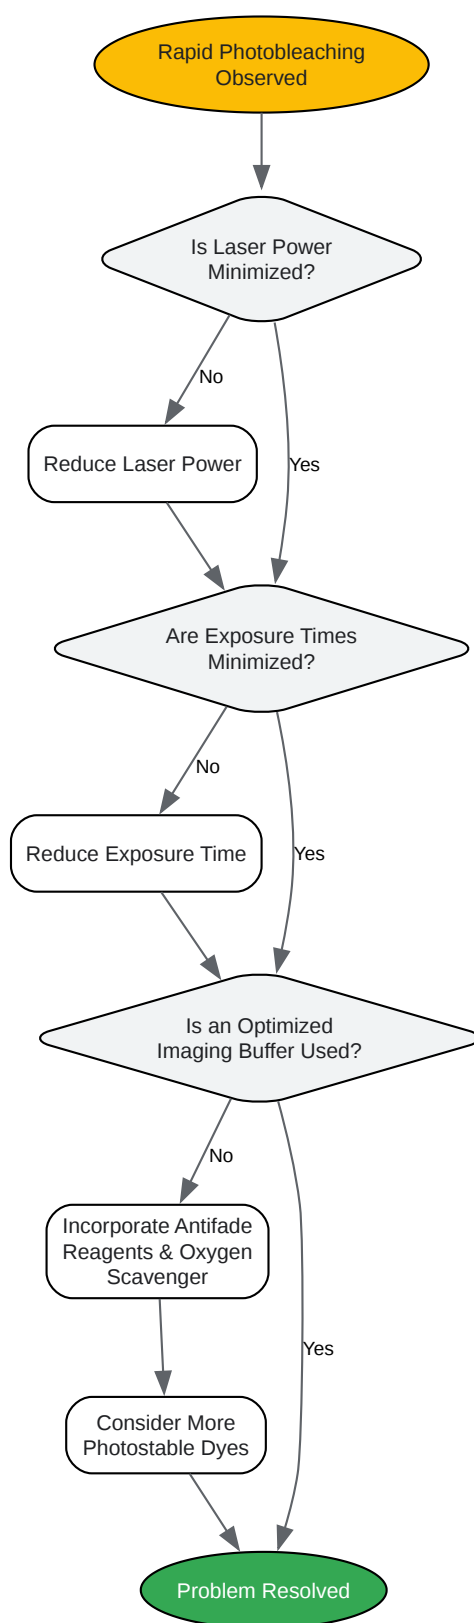 Rapid Photobleaching
Observed
Is Laser Power
Minimized?
No
Reduce Laser Power
Yes
Are Exposure Times
Minimized?
No
Reduce Exposure Time
Yes
Is an Optimized
Imaging Buffer Used?
No
Incorporate Antifade
Reagents & Oxygen
Scavenger
Yes
Consider More
Photostable Dyes
Problem Resolved